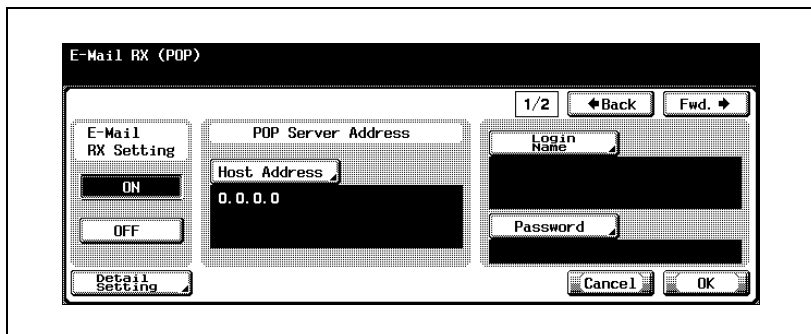 E-Mail RX (POP)
1/2
←Back
Fwd. →
E-Mail
RX Setting
ON
OFF
POP Server Address
Host Address
0.0.0.0
Login
Name
Password
Detail
Setting
Cancel
OK